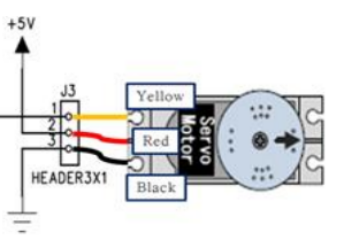 +5V
J3
1
2
3
Yellow
Red
Black
Servo
Motor
HEADER3X1